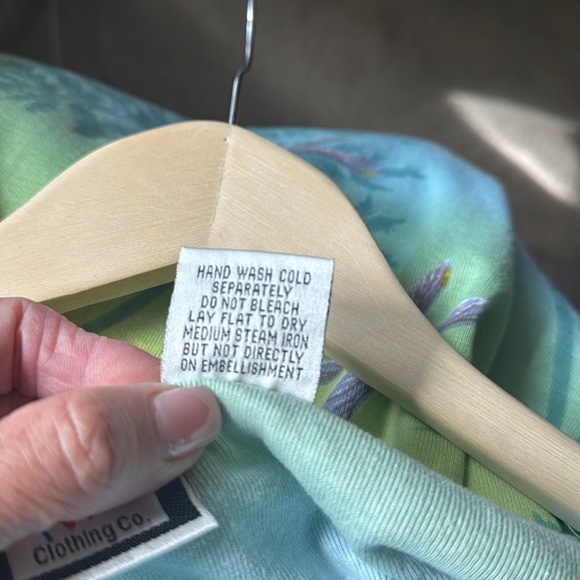 HAND WASH COLD
SEPARATELY
DO NOT BLEACH
LAY FLAT TO DRY
MEDIUM STEAM IRON
BUT NOT DIRECTLY
ON EMBELLISHMENT
Clothing Co.